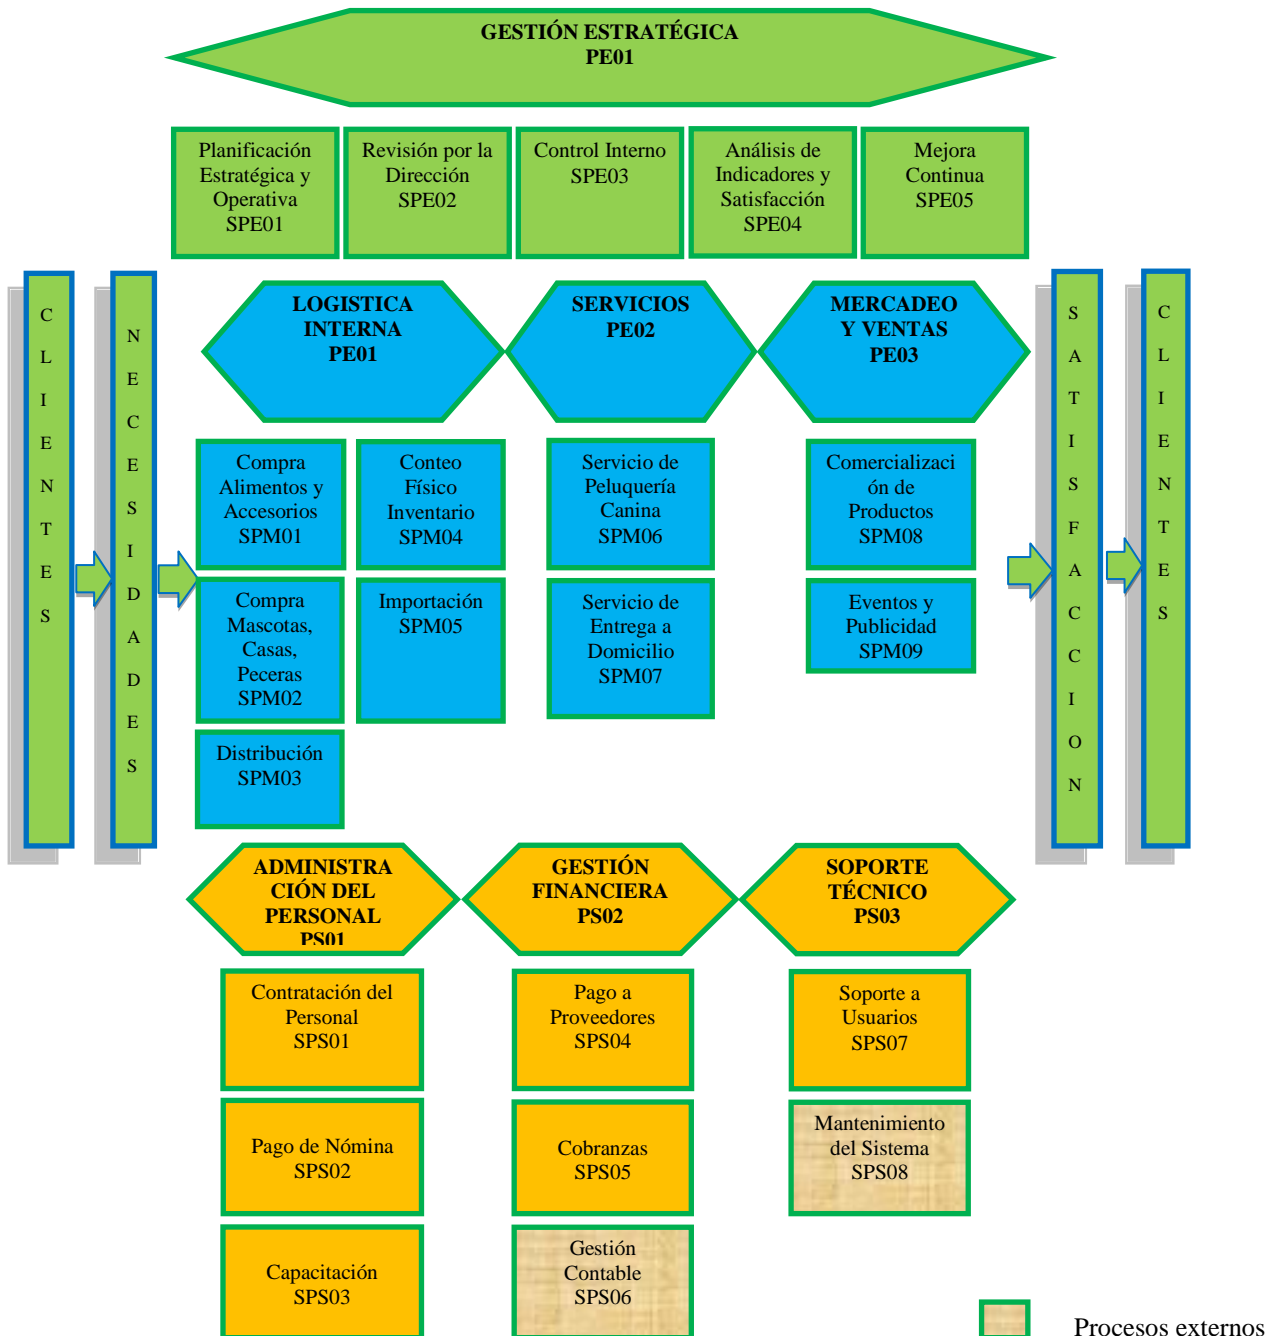 GESTIÓN ESTRATÉGICA
PE01
Planificación
Estratégica y
Operativa
SPE01
Revisión por la
Dirección
SPE02
Control Interno
SPE03
Análisis de
Indicadores y
Satisfacción
SPE04
Mejora
Continua
SPE05
CLIENTES
NECESIDADES
LOGISTICA
INTERNA
PE01
SERVICIOS
PE02
MERCADEO
Y VENTAS
PE03
SATISFACCION
CLIENTES
Compra
Alimentos y
Accesorios
SPM01
Conteo
Físico
Inventario
SPM04
Servicio de
Peluquería
Canina
SPM06
Comercializaci
ón de
Productos
SPM08
Compra
Mascotas,
Casas,
Peceras
SPM02
Importación
SPM05
Servicio de
Entrega a
Domicilio
SPM07
Eventos y
Publicidad
SPM09
Distribución
SPM03
ADMINISTRA
CIÓN DEL
PERSONAL
PS01
GESTIÓN
FINANCIERA
PS02
SOPORTE
TÉCNICO
PS03
Contratación del
Personal
SPS01
Pago a
Proveedores
SPS04
Soporte a
Usuarios
SPS07
Pago de Nómina
SPS02
Cobranzas
SPS05
Mantenimiento
del Sistema
SPS08
Capacitación
SPS03
Gestión
Contable
SPS06
Procesos externos